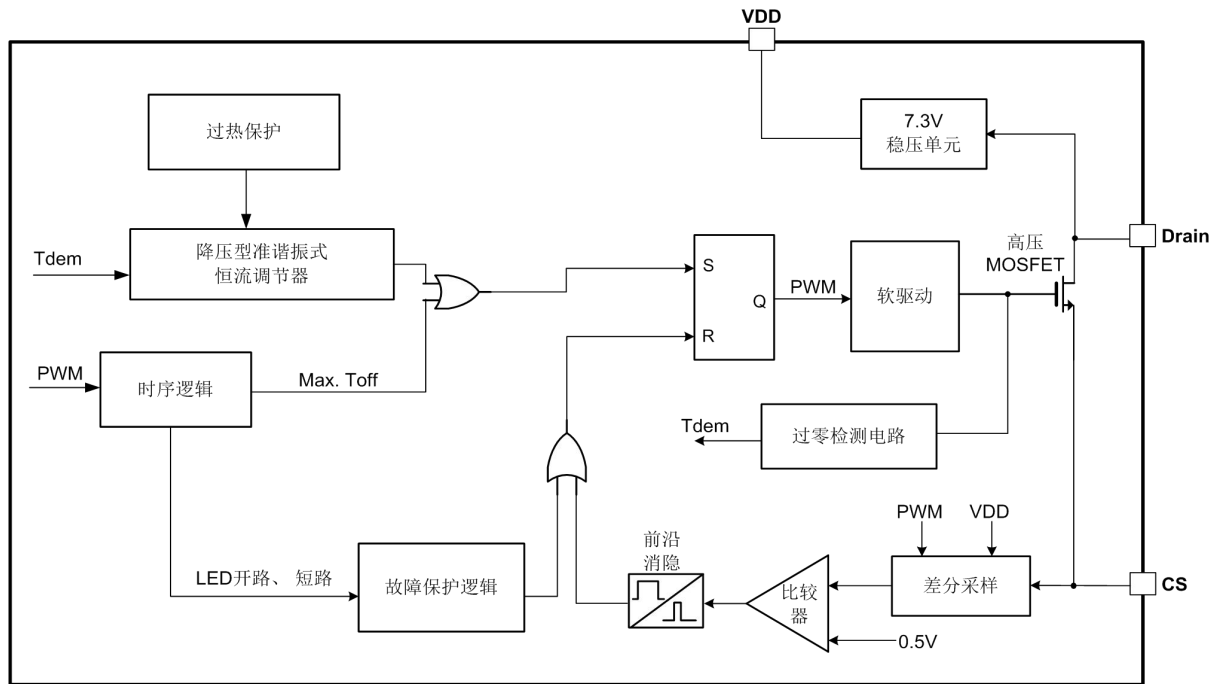 VDD
过热保护
7.3V
稳压单元
Tdem
降压型准谐振式
恒流调节器
高压
MOSFET
Drain
S
Q
R
PWM
软驱动
PWM
时序逻辑
Max. Toff
Tdem
过零检测电路
PWM
VDD
前沿
消隐
LED开路、 短路
故障保护逻辑
比较
器
差分采样
CS
0.5V